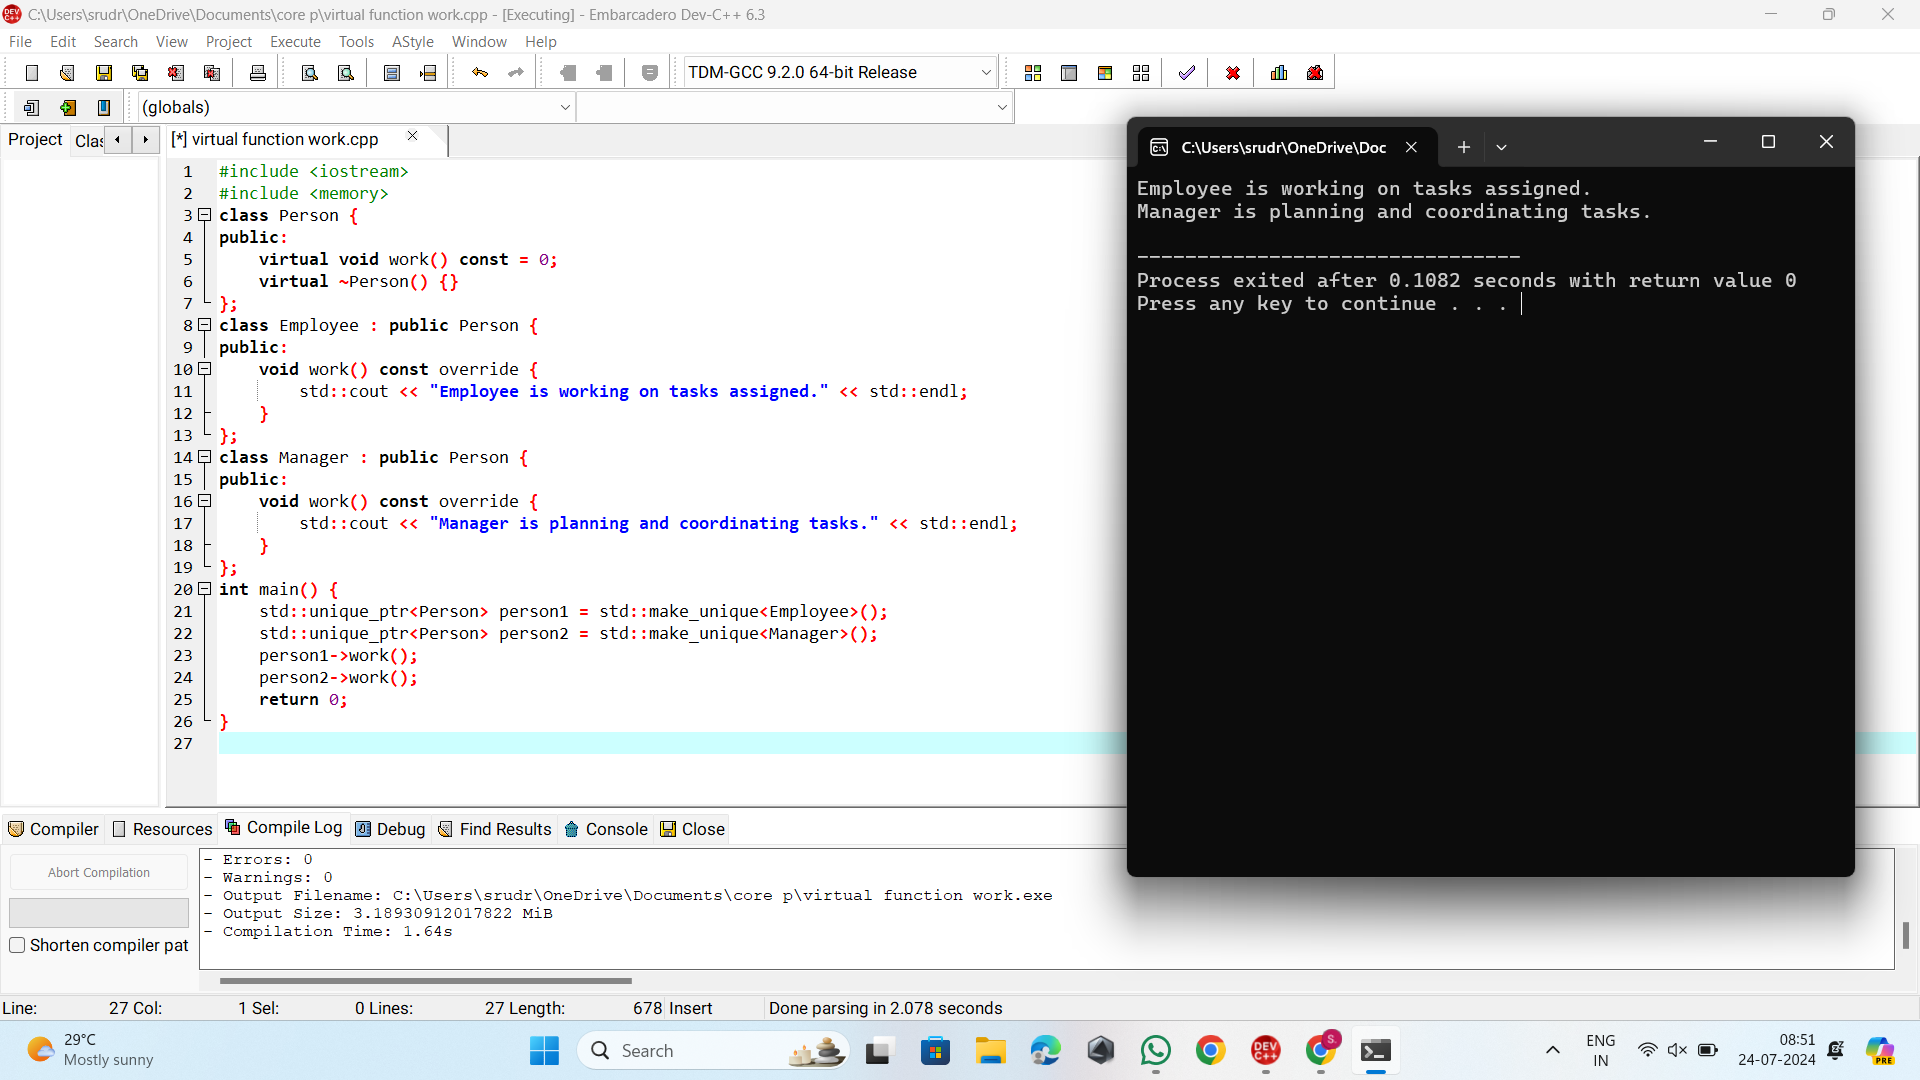 C:\Users\srudr\OneDrive\Documents\core p\virtual function work.cpp - [Executing] - Embarcadero Dev-C++ 6.3
File Edit Search View Project Execute Tools AStyle Window Help
TDM-GCC 9.2.0 64-bit Release
(globals)
Project Clas [*] virtual function work.cpp
1 #include <iostream>
2 #include <memory>
3 class Person {
4 public:
5     virtual void work() const = 0;
6     virtual ~Person() {}
7 };
8 class Employee : public Person {
9 public:
10     void work() const override {
11         std::cout << "Employee is working on tasks assigned." << std::endl;
12     }
13 };
14 class Manager : public Person {
15 public:
16     void work() const override {
17         std::cout << "Manager is planning and coordinating tasks." << std::endl;
18     }
19 };
20 int main() {
21     std::unique_ptr<Person> person1 = std::make_unique<Employee>();
22     std::unique_ptr<Person> person2 = std::make_unique<Manager>();
23     person1->work();
24     person2->work();
25     return 0;
26 }
27
C:\Users\srudr\OneDrive\Doc
Employee is working on tasks assigned.
Manager is planning and coordinating tasks.
--------------------------------
Process exited after 0.1082 seconds with return value 0
Press any key to continue . . .
Compiler Resources Compile Log Debug Find Results Console Close
Abort Compilation
Shorten compiler pat
- Errors: 0
- Warnings: 0
- Output Filename: C:\Users\srudr\OneDrive\Documents\core p\virtual function work.exe
- Output Size: 3.18930912017822 MiB
- Compilation Time: 1.64s
Line: 27 Col: 1 Sel: 0 Lines: 27 Length: 678 Insert Done parsing in 2.078 seconds
29°C
Mostly sunny
Search
DEV C++
S.
ENG
IN
08:51
24-07-2024
PRE